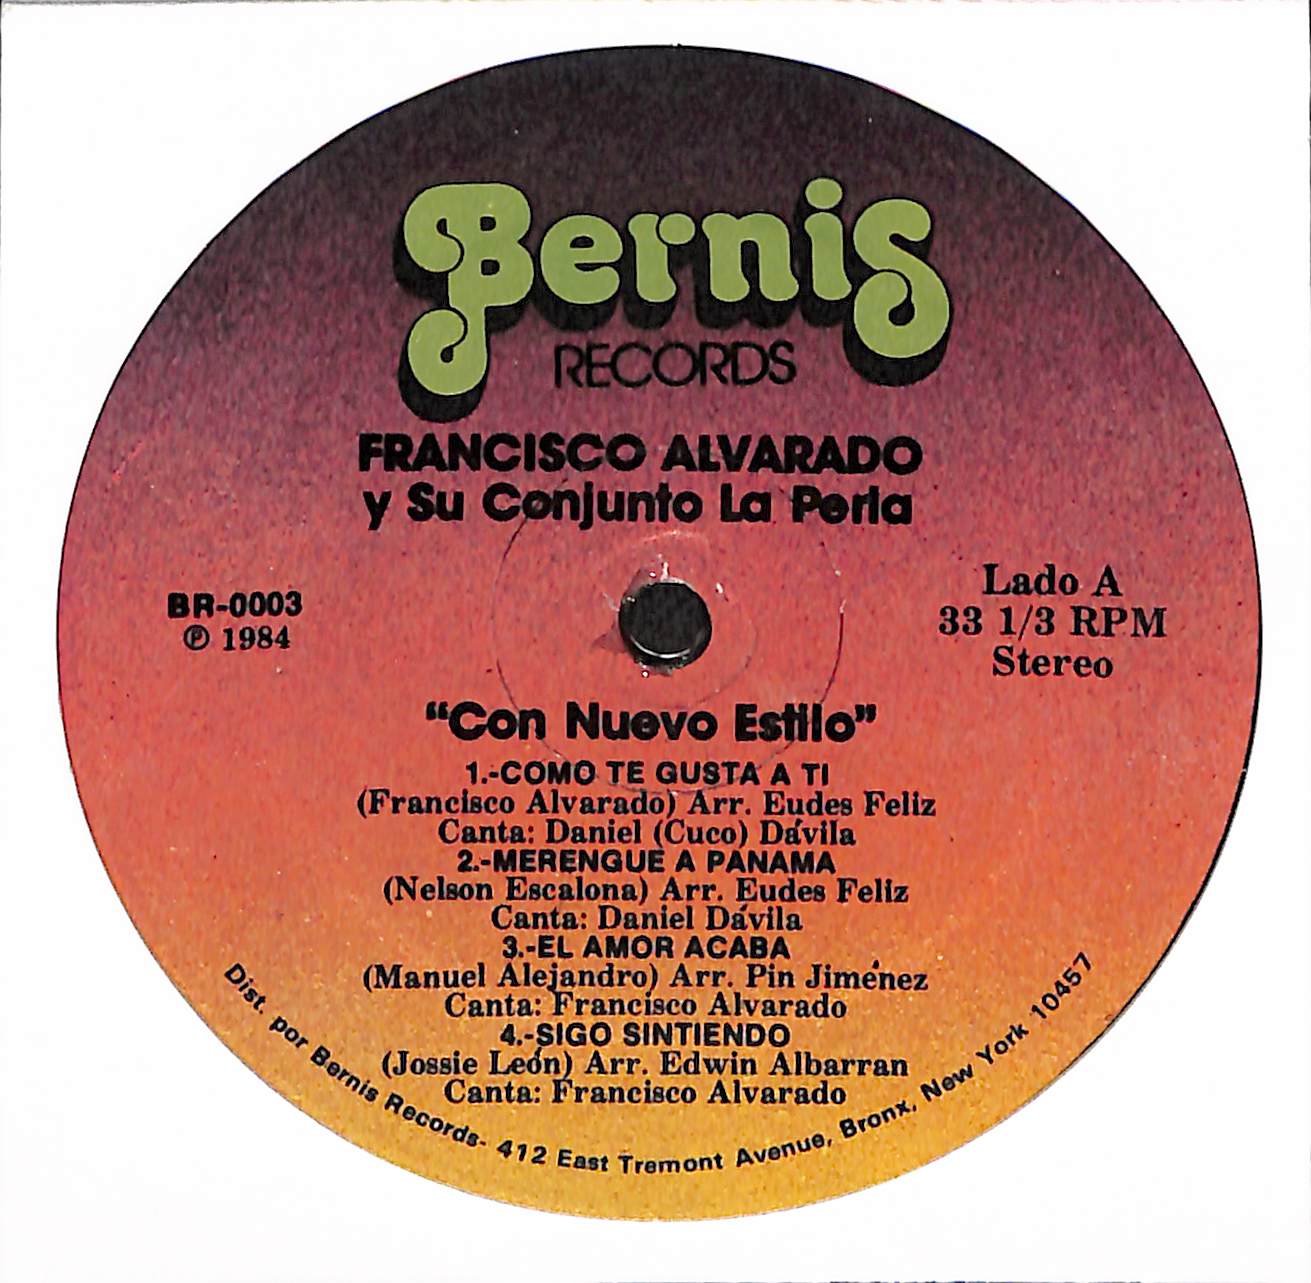 Bernis
RECORDS
FRANCISCO ALVARADO
y Su Conjunto La Perla
BR-0003
℗ 1984
Lado A
33 1/3 RPM
Stereo
“Con Nuevo Estilo”
1.-COMO TE GUSTA A TI
(Francisco Alvarado) Arr. Eudes Feliz
Canta: Daniel (Cuco) Dávila
2.-MERENGUE A PANAMA
(Nelson Escalona) Arr. Eudes Feliz
Canta: Daniel Dávila
3.-EL AMOR ACABA
(Manuel Alejandro) Arr. Pin Jiménez
Canta: Francisco Alvarado
4.-SIGO SINTIENDO
(Jossie León) Arr. Edwin Albarran
Canta: Francisco Alvarado
Dist. por Bernis Records- 412 East Tremont Avenue, Bronx, New York 10457